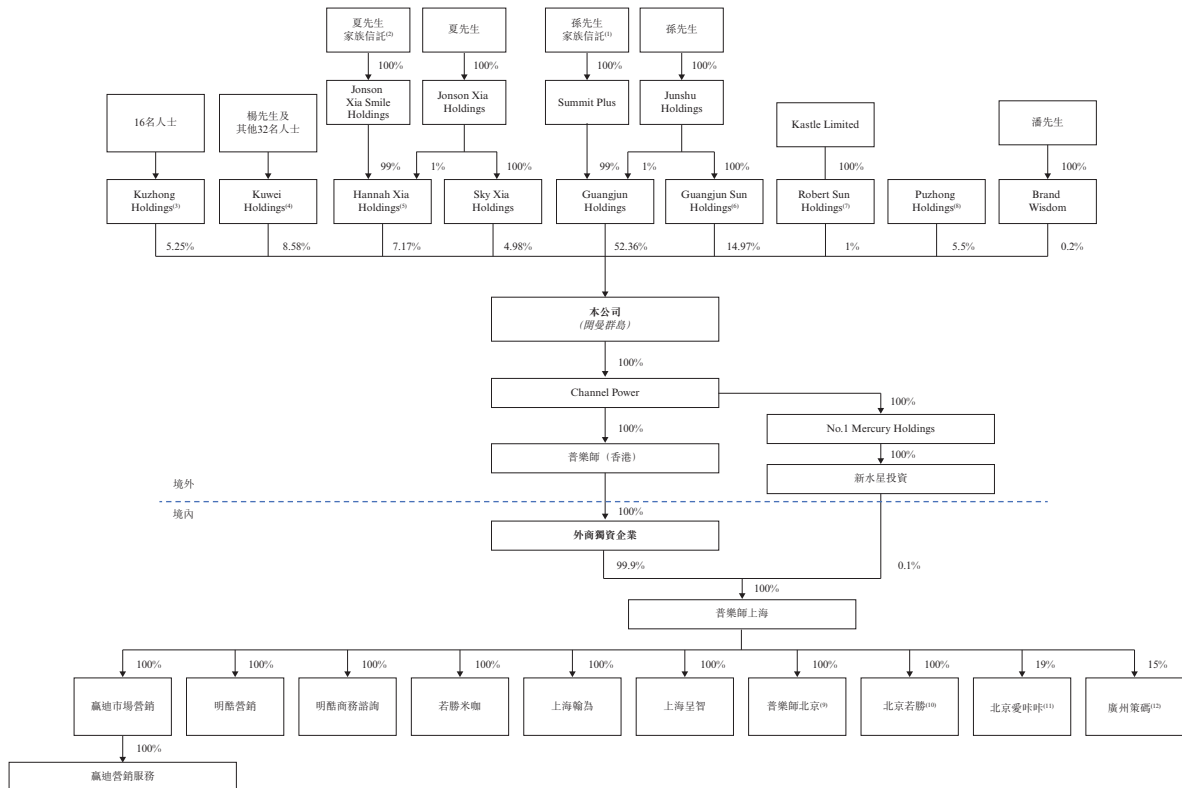 夏先生
家族信託(2)
夏先生
孫先生
家族信託(1)
孫先生
100%
100%
100%
100%
16名人士
楊先生及
其他32名人士
Jonson
Xia Smile
Holdings
Jonson Xia
Holdings
Summit Plus
Junshu
Holdings
Kastle Limited
潘先生
99%
1%
100%
99%
1%
100%
100%
100%
Kuzhong
Holdings(3)
Kuwei
Holdings(4)
Hannah Xia
Holdings(5)
Sky Xia
Holdings
Guangjun
Holdings
Guangjun Sun
Holdings(6)
Robert Sun
Holdings(7)
Puzhong
Holdings(8)
Brand
Wisdom
5.25%
8.58%
7.17%
4.98%
52.36%
14.97%
1%
5.5%
0.2%
本公司
(開曼群島)
100%
Channel Power
100%
100%
No.1 Mercury Holdings
普樂師（香港）
100%
新水星投資
境外
境內
100%
外商獨資企業
99.9%
0.1%
100%
普樂師上海
100%
100%
100%
100%
100%
100%
100%
100%
19%
15%
贏迪市場營銷
明酷營銷
明酷商務諮詢
若勝米咖
上海翰為
上海呈智
普樂師北京(9)
北京若勝(10)
北京愛咔咔(11)
廣州策碼(12)
100%
贏迪營銷服務